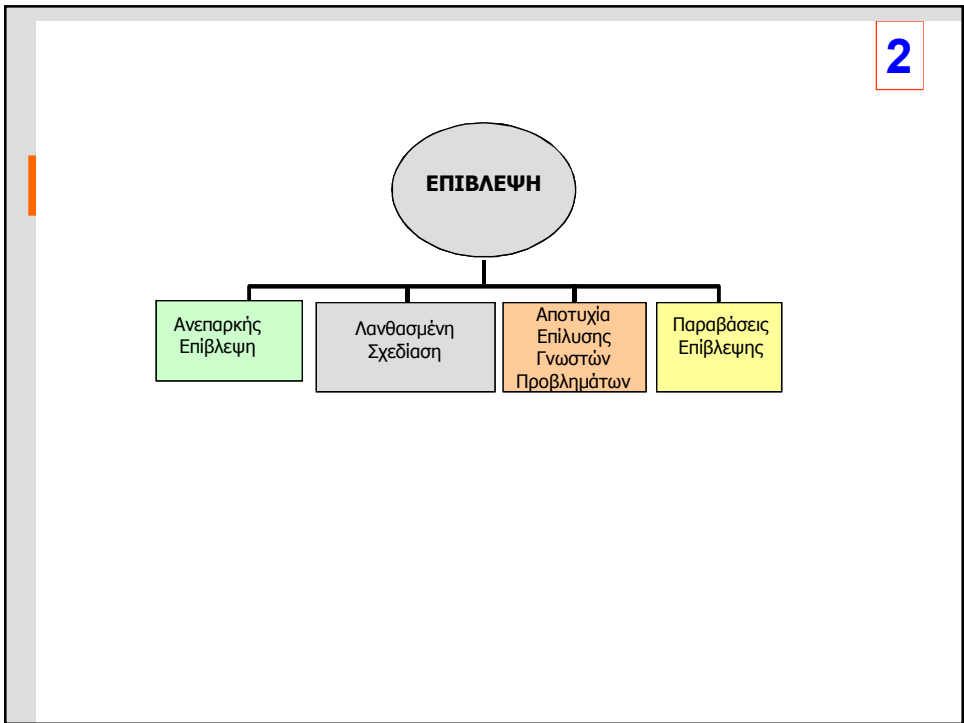 2
ΕΠΙΒΛΕΨΗ
Ανεπαρκής
Επίβλεψη
Λανθασμένη
Σχεδίαση
Αποτυχία
Επίλυσης
Γνωστών
Προβλημάτων
Παραβάσεις
Επίβλεψης